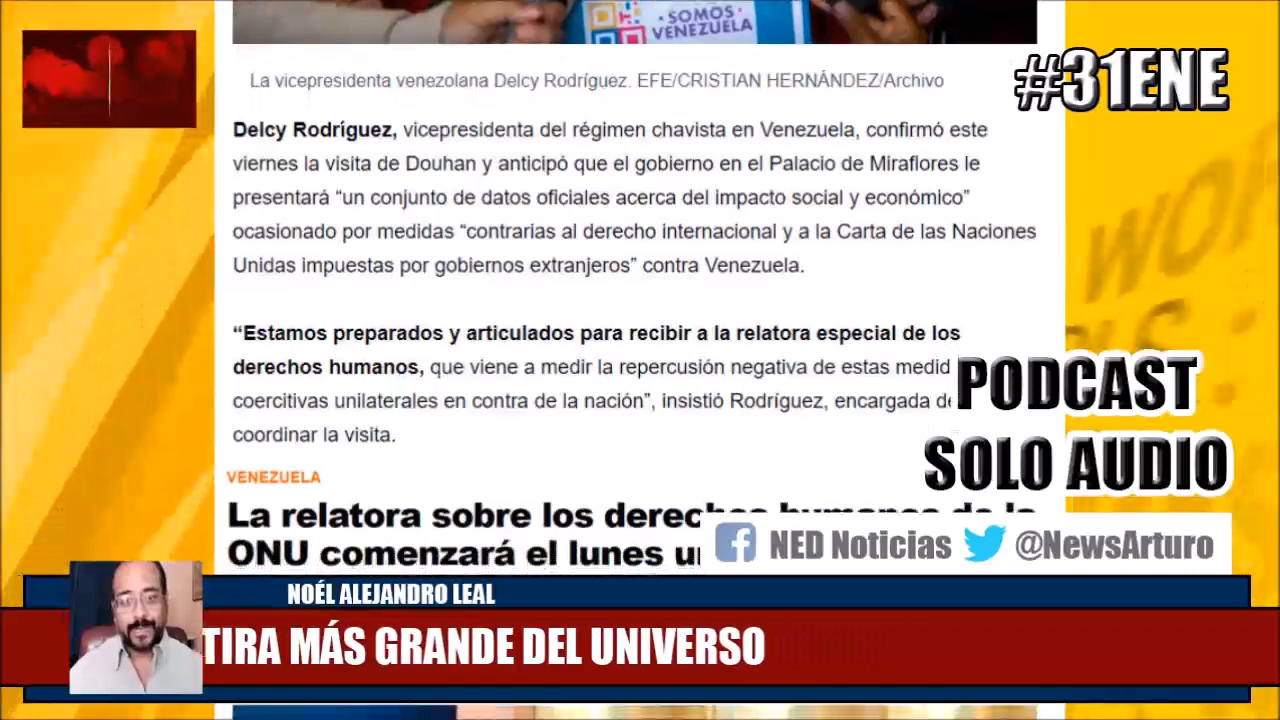 SOMOS
VENEZUELA
#31ENE
La vicepresidenta venezolana Delcy Rodríguez. EFE/CRISTIAN HERNÁNDEZ/Archivo
Delcy Rodríguez, vicepresidenta del régimen chavista en Venezuela, confirmó este
viernes la visita de Douhan y anticipó que el gobierno en el Palacio de Miraflores le
presentará “un conjunto de datos oficiales acerca del impacto social y económico”
ocasionado por medidas “contrarias al derecho internacional y a la Carta de las Naciones
Unidas impuestas por gobiernos extranjeros” contra Venezuela.
“Estamos preparados y articulados para recibir a la relatora especial de los
derechos humanos, que viene a medir la repercusión negativa de estas medid
coercitivas unilaterales en contra de la nación”, insistió Rodríguez, encargada de
coordinar la visita.
PODCAST
SOLO AUDIO
VENEZUELA
La relatora sobre los derechos humanos de la
ONU comenzará el lunes u
NED Noticias @NewsArturo
NOÉL ALEJANDRO LEAL
TIRA MÁS GRANDE DEL UNIVERSO